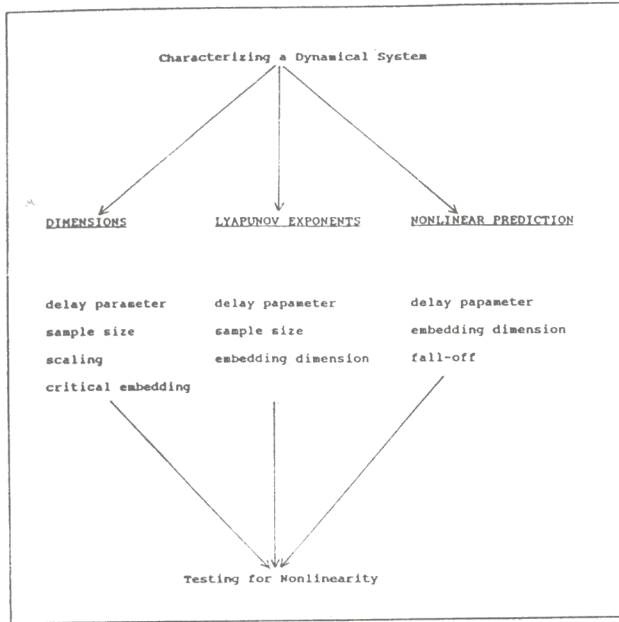 Characterizing a Dynamical System
DIMENSIONS
LYAPUNOV EXPONENTS
NONLINEAR PREDICTION
delay parameter
sample size
scaling
critical embedding
delay papameter
sample size
embedding dimension
delay papameter
embedding dimension
fall-off
Testing for Nonlinearity